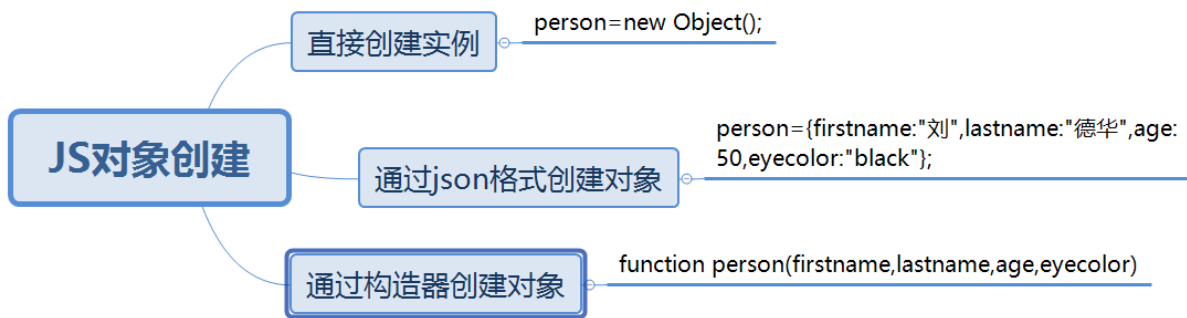 直接创建实例
person=new Object();
JS对象创建
通过json格式创建对象
person={firstname:"刘",lastname:"德华",age:
50,eyecolor:"black"};
通过构造器创建对象
function person(firstname,lastname,age,eyecolor)